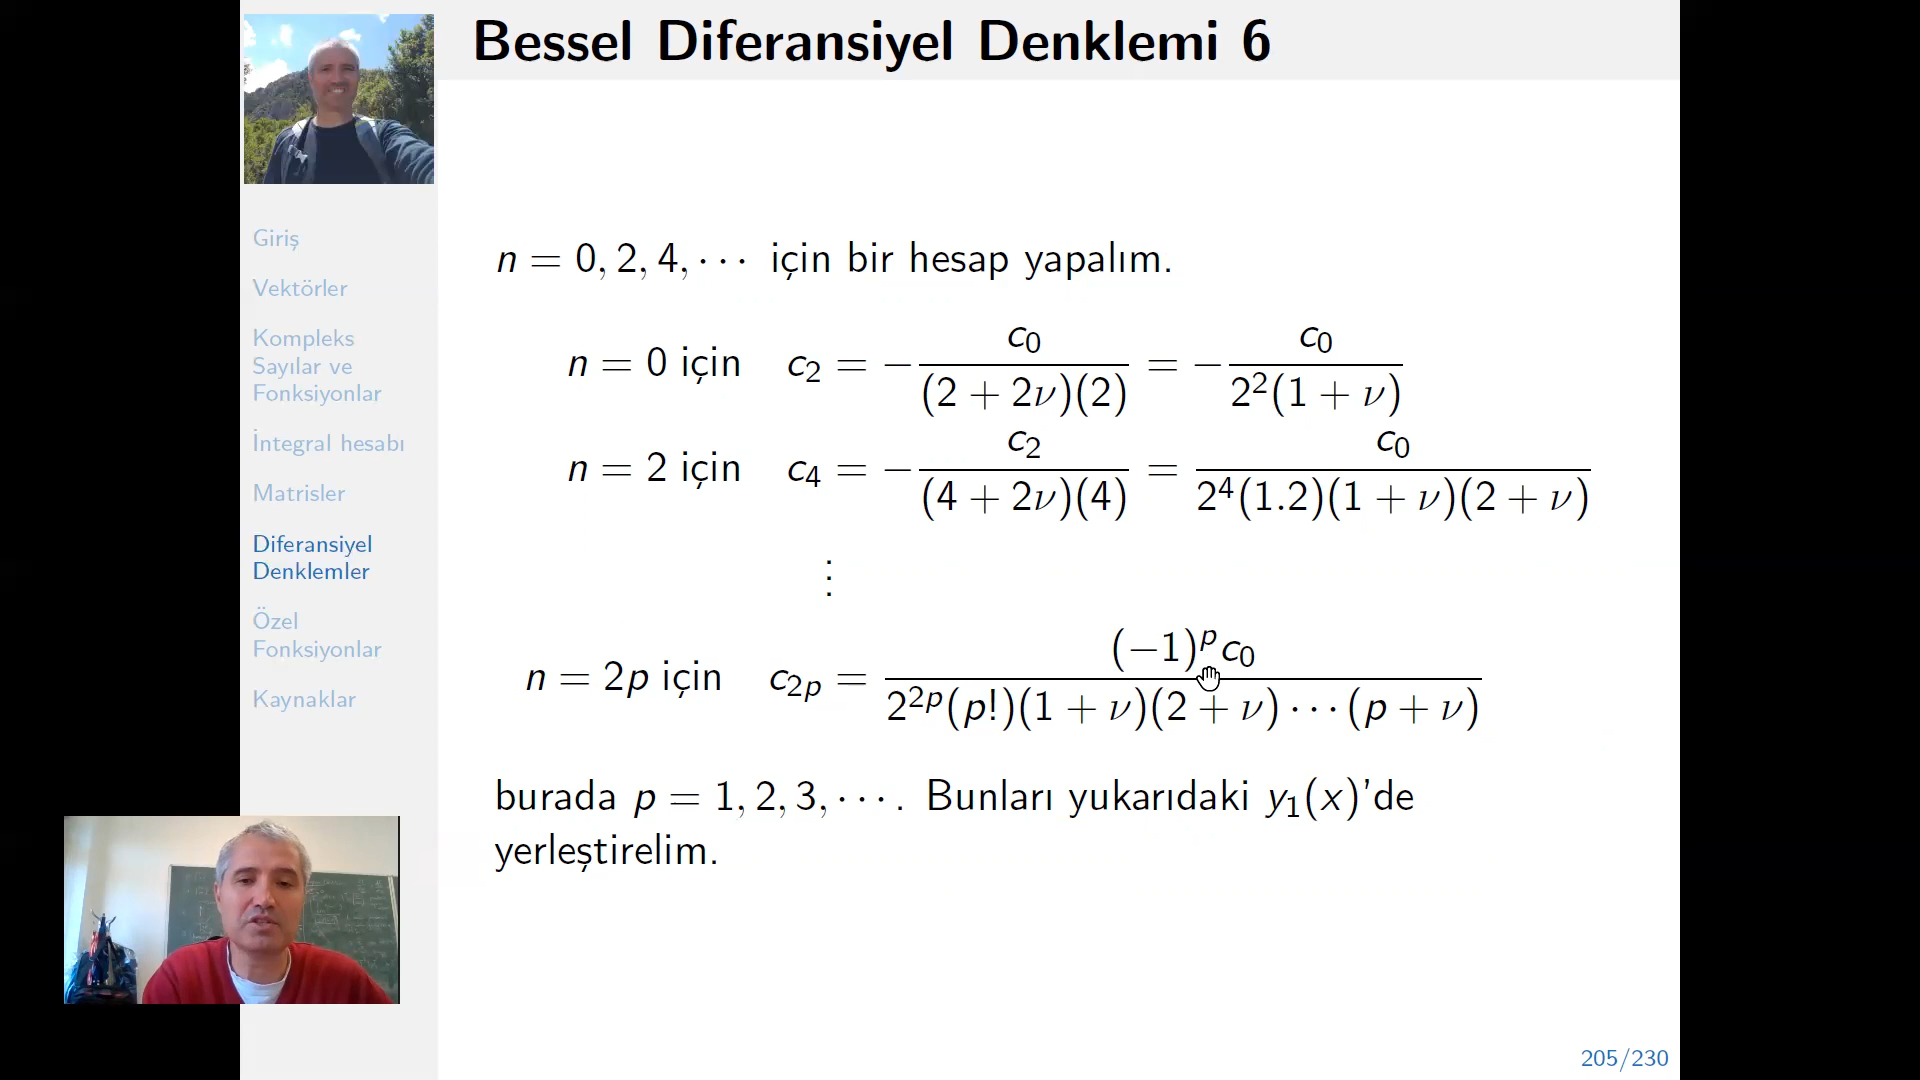 Bessel Diferansiyel Denklemi 6
Giriş
Vektörler
Kompleks
Sayılar ve
Fonksiyonlar
İntegral hesabı
Matrisler
Diferansiyel
Denklemler
Özel
Fonksiyonlar
Kaynaklar
n = 0, 2, 4, ⋯ için bir hesap yapalım.
n = 0 için c₂ = −c₀/((2 + 2ν)(2)) = −c₀/(2²(1 + ν))
n = 2 için c₄ = −c₂/((4 + 2ν)(4)) = c₀/(2⁴(1.2)(1 + ν)(2 + ν))
⋮
n = 2p için c₂ₚ = (−1)ᵖc₀/(2²ᵖ(p!)(1 + ν)(2 + ν)⋯(p + ν))
burada p = 1, 2, 3, ⋯. Bunları yukarıdaki y₁(x)'de
yerleştirelim.
205/230